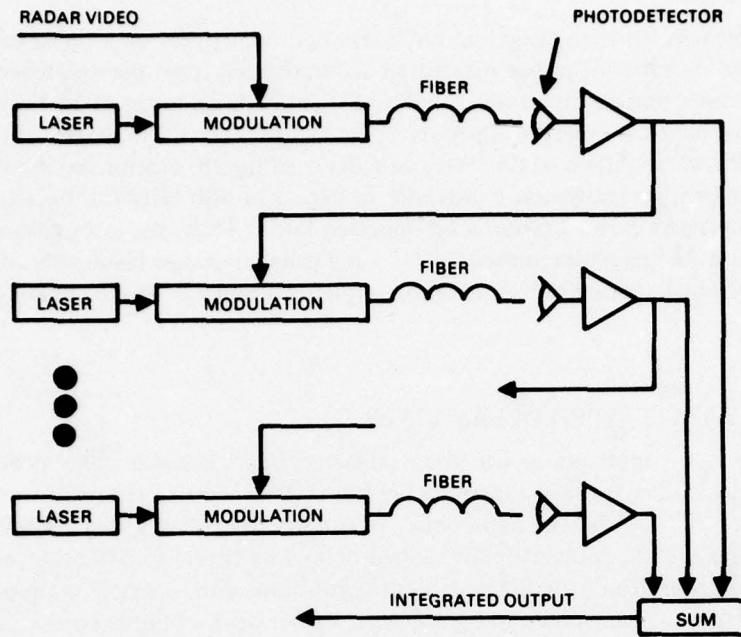 RADAR VIDEO
PHOTODETECTOR
FIBER
LASER
MODULATION
FIBER
LASER
MODULATION
FIBER
LASER
MODULATION
INTEGRATED OUTPUT
SUM